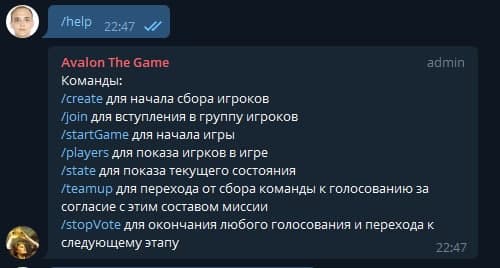 /help
22:47
Avalon The Game
admin
Команды:
/create для начала сбора игроков
/join для вступления в группу игроков
/startGame для начала игры
/players для показа игрков в игре
/state для показа текущего состояния
/teamup для перехода от сбора команды к голосованию за
согласие с этим составом миссии
/stopVote для окончания любого голосования и перехода к
следующему этапу
22:47